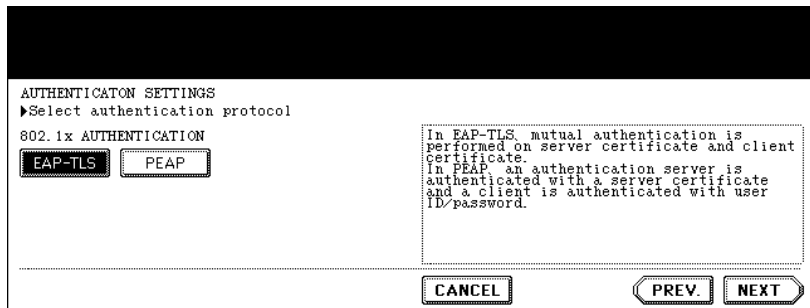 AUTHENTICATON SETTINGS
▶Select authentication protocol
802.1x AUTHENTICATION
EAP-TLS PEAP
In EAP-TLS, mutual authentication is
performed on server certificate and client
certificate.
In PEAP, an authentication server is
authenticated with a server certificate
and a client is authenticated with user
ID/password.
CANCEL PREV. NEXT